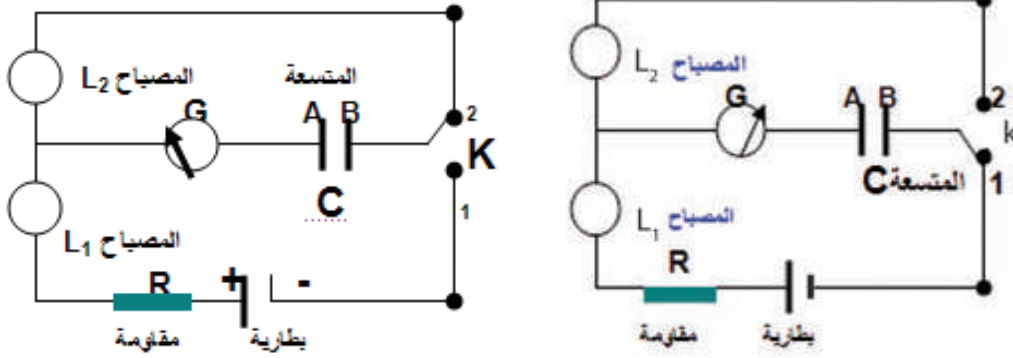 L2 المصباح
المتسعة
G
A B
2
K
C
1
L1 المصباح
R
+
-
مقاومة
بطارية
L2 المصباح
G
A B
2
k
المتسعة C
1
L1 المصباح
R
مقاومة
بطارية